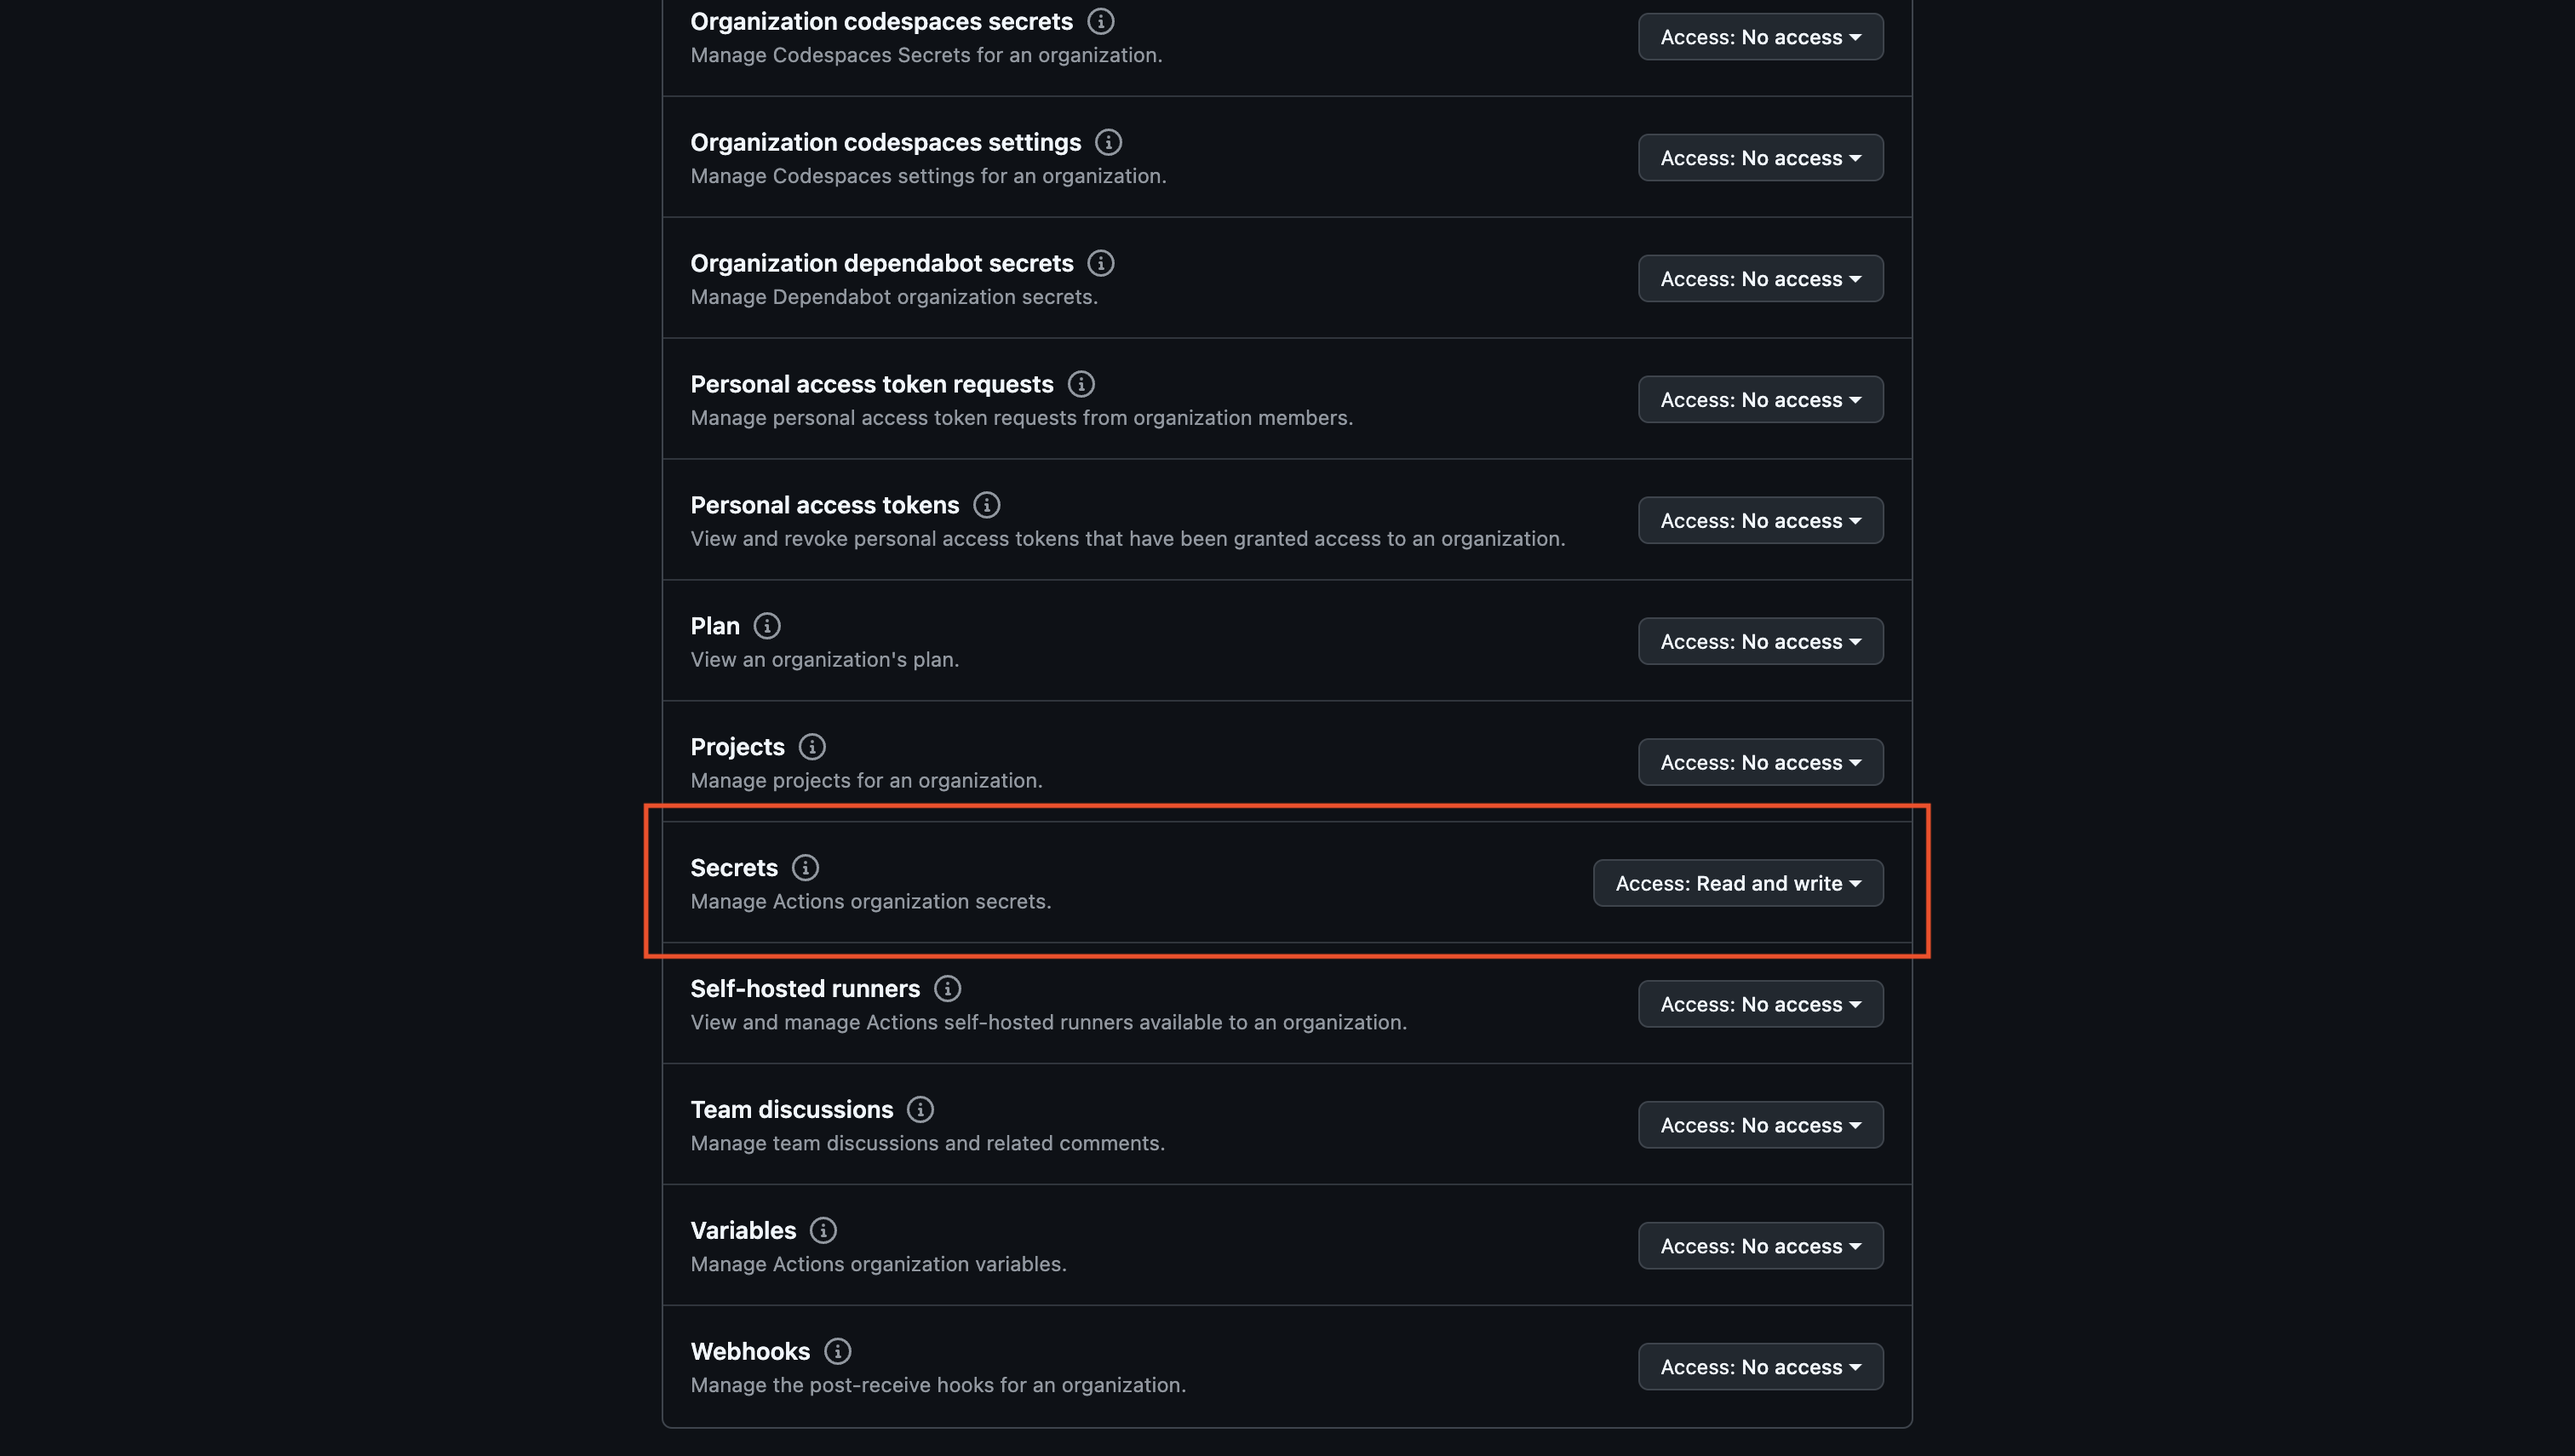 Organization codespaces secrets
Manage Codespaces Secrets for an organization.
Access: No access
Organization codespaces settings
Manage Codespaces settings for an organization.
Access: No access
Organization dependabot secrets
Manage Dependabot organization secrets.
Access: No access
Personal access token requests
Manage personal access token requests from organization members.
Access: No access
Personal access tokens
View and revoke personal access tokens that have been granted access to an organization.
Access: No access
Plan
View an organization's plan.
Access: No access
Projects
Manage projects for an organization.
Access: No access
Secrets
Manage Actions organization secrets.
Access: Read and write
Self-hosted runners
View and manage Actions self-hosted runners available to an organization.
Access: No access
Team discussions
Manage team discussions and related comments.
Access: No access
Variables
Manage Actions organization variables.
Access: No access
Webhooks
Manage the post-receive hooks for an organization.
Access: No access